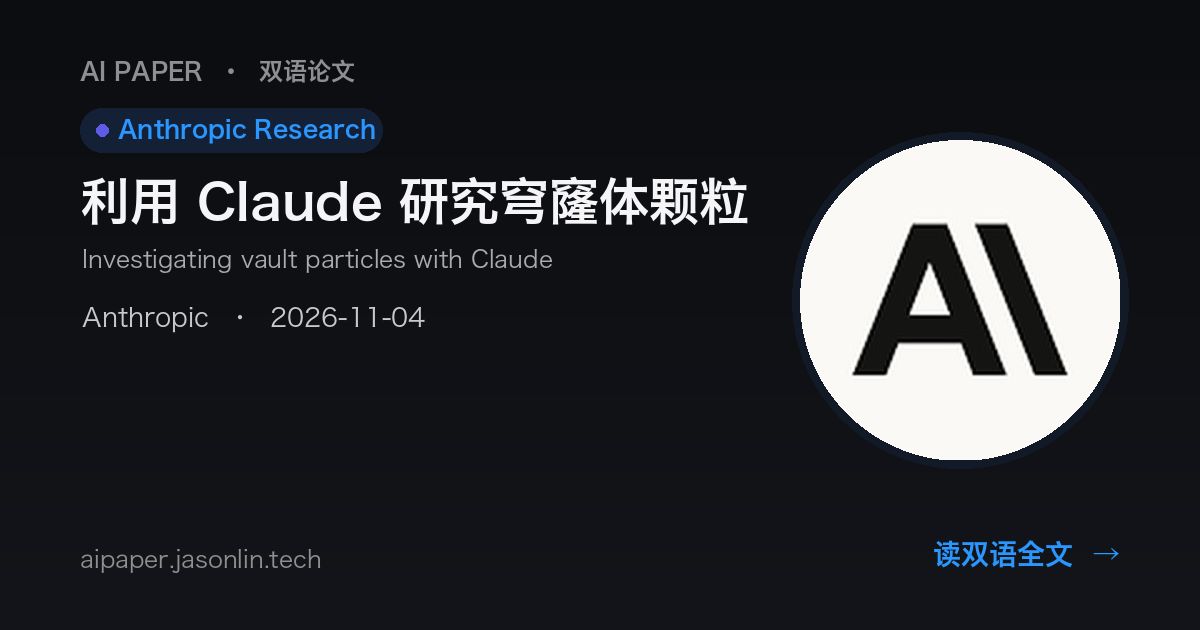 AI PAPER · 双语论文
Anthropic Research
利用 Claude 研究穹窿体颗粒
Investigating vault particles with Claude
Anthropic · 2026-11-04
AI
aipaper.jasonlin.tech
读双语全文 →